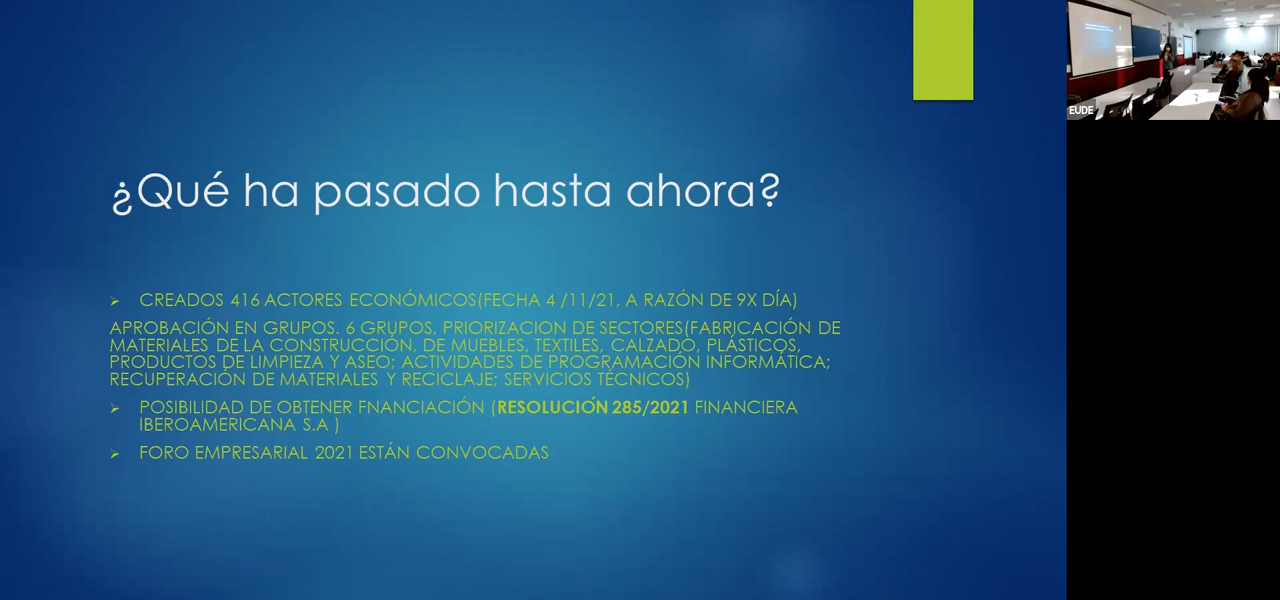 ¿Qué ha pasado hasta ahora?
CREADOS 416 ACTORES ECONÓMICOS(FECHA 4 /11/21, A RAZÓN DE 9X DÍA)
APROBACIÓN EN GRUPOS. 6 GRUPOS, PRIORIZACION DE SECTORES(FABRICACIÓN DE
MATERIALES DE LA CONSTRUCCIÓN, DE MUEBLES, TEXTILES, CALZADO, PLÁSTICOS,
PRODUCTOS DE LIMPIEZA Y ASEO; ACTIVIDADES DE PROGRAMACIÓN INFORMÁTICA;
RECUPERACIÓN DE MATERIALES Y RECICLAJE; SERVICIOS TÉCNICOS)
POSIBILIDAD DE OBTENER FNANCIACIÓN (RESOLUCIÓN 285/2021 FINANCIERA
IBEROAMERICANA S.A )
FORO EMPRESARIAL 2021 ESTÁN CONVOCADAS
EUDE